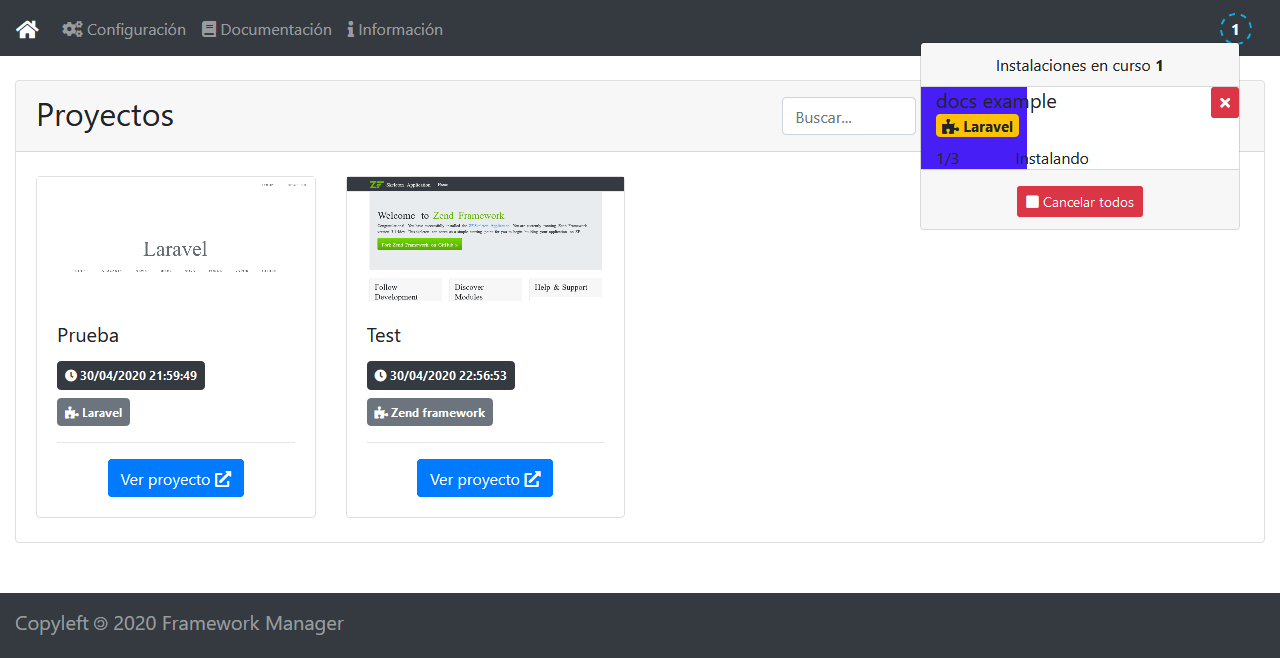 Configuración Documentación Información 1
Instalaciones en curso 1
Proyectos Buscar...
docs example
Laravel
1/3 Instalando
Cancelar todos
Laravel
Prueba
30/04/2020 21:59:49
Laravel
Ver proyecto
ZF Skeleton Application Home
Welcome to Zend Framework
Fork Zend Framework on GitHub »
Follow Development
Discover Modules
Help & Support
Test
30/04/2020 22:56:53
Zend framework
Ver proyecto
Copyleft 🄯 2020 Framework Manager